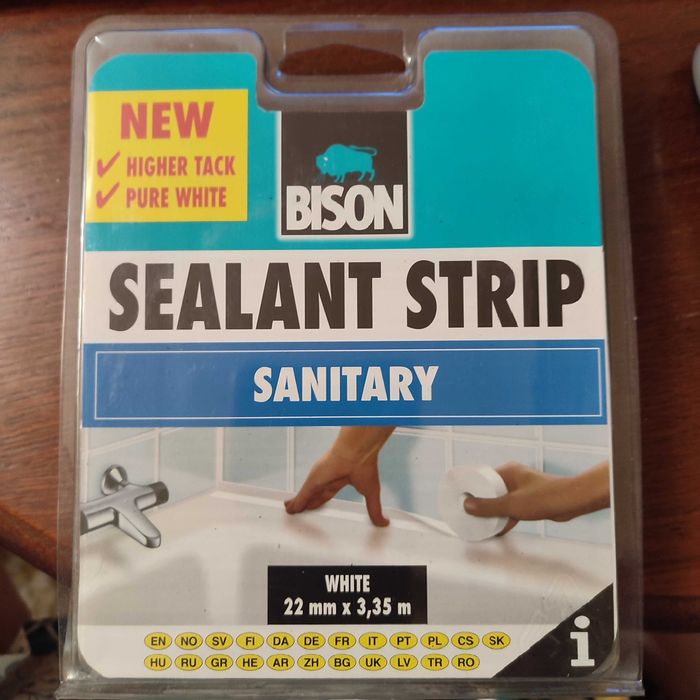 NEW
✓ HIGHER TACK
✓ PURE WHITE
BISON
SEALANT STRIP
SANITARY
WHITE
22 mm x 3,35 m
EN NO SV FI DA DE FR IT PT PL CS SK
HU RU GR HE AR ZH BG UK LV TR RO
i